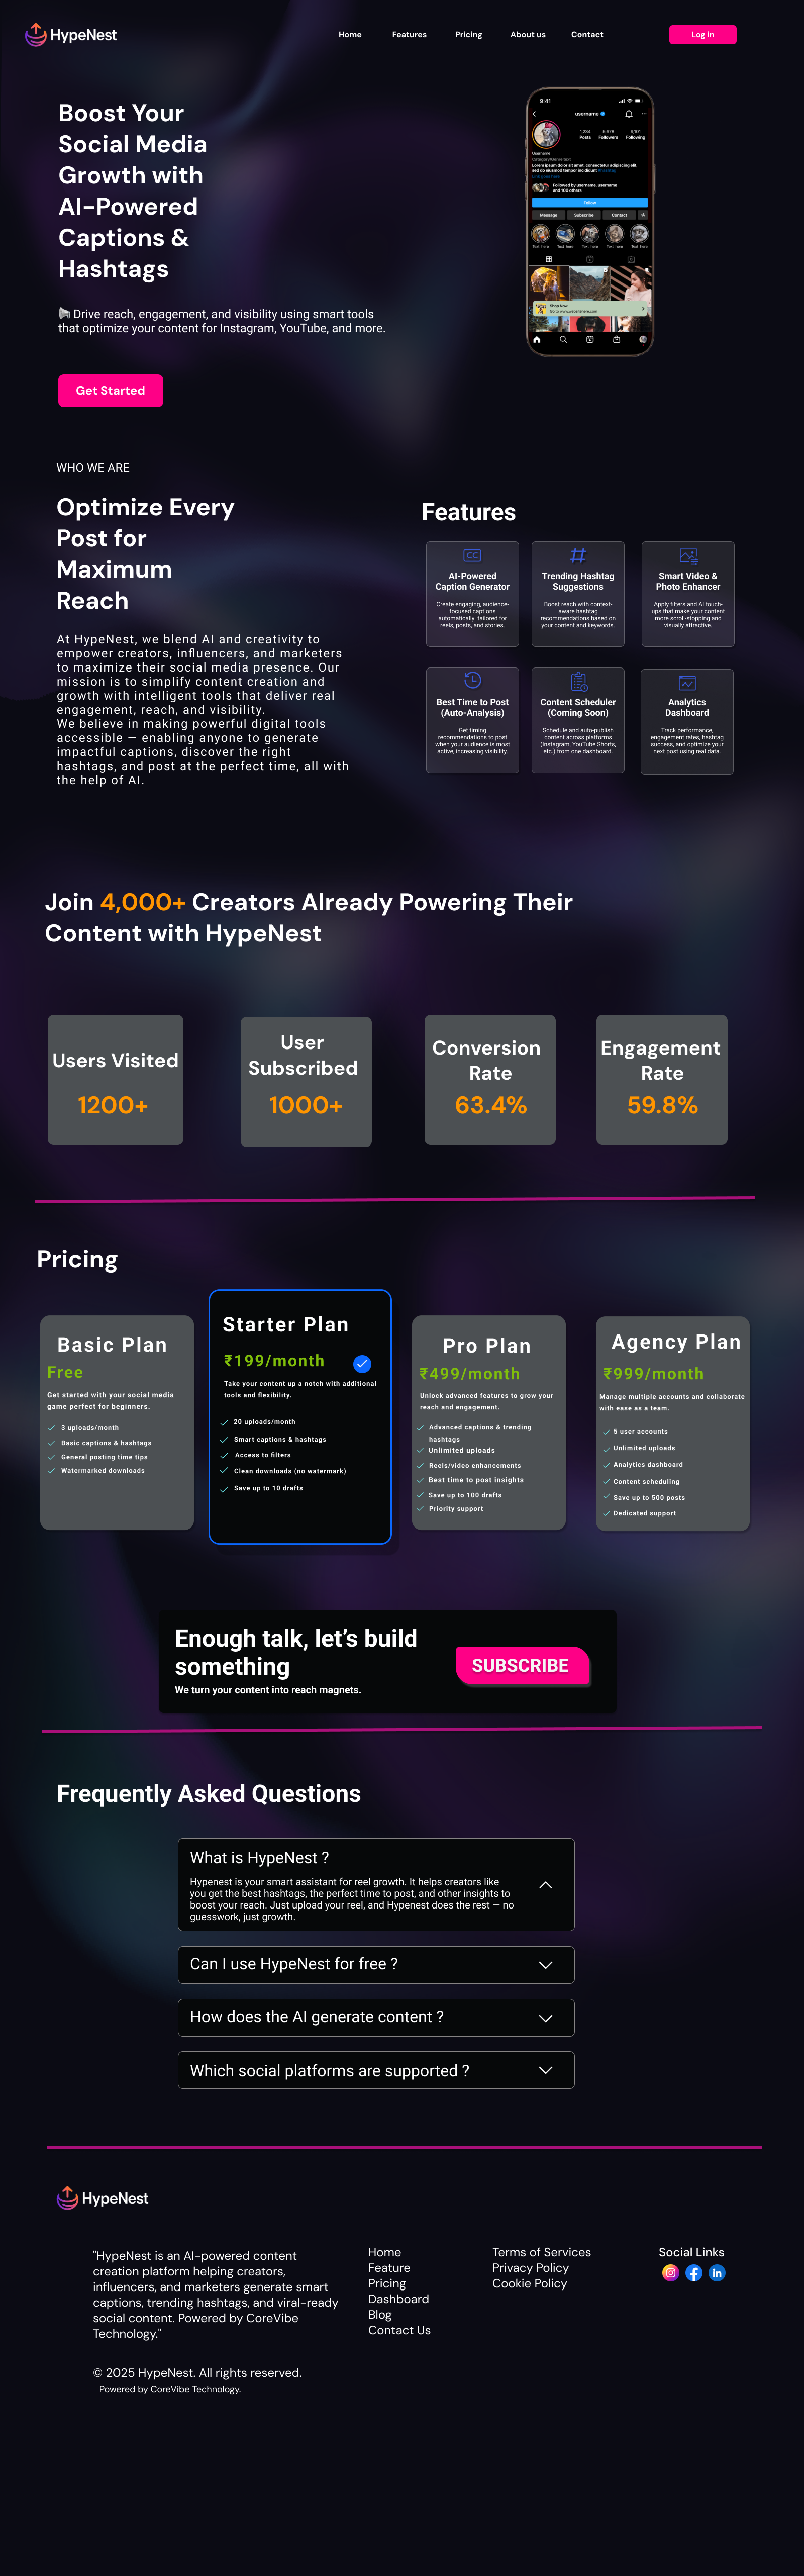 HypeNest
Home
Features
Pricing
About us
Contact
Log in
Boost Your
Social Media
Growth with
AI-Powered
Captions &
Hashtags
Drive reach, engagement, and visibility using smart tools
that optimize your content for Instagram, YouTube, and more.
Get Started
9:41
username
1,234
5,678
9,101
Posts
Followers
Following
Username
Category/Genre text
Lorem ipsum dolor sit amet, consectetur adipiscing elit,
sed do eiusmod tempor incididunt
Followed by username, username
and 100 others
Follow
Message
Subscribe
Contact
Text here
Text here
Text here
Text here
Text here
Shop Now
WHO WE ARE
Optimize Every
Post for
Maximum
Reach
At HypeNest, we blend AI and creativity to
empower creators, influencers, and marketers
to maximize their social media presence. Our
mission is to simplify content creation and
growth with intelligent tools that deliver real
engagement, reach, and visibility.
We believe in making powerful digital tools
accessible — enabling anyone to generate
impactful captions, discover the right
hashtags, and post at the perfect time, all with
the help of AI.
Features
CC
AI-Powered
Caption Generator
Create engaging, audience-
focused captions
automatically tailored for
reels, posts, and stories.
Trending Hashtag
Suggestions
Boost reach with context-
aware hashtag
recommendations based on
your content and keywords.
Smart Video &
Photo Enhancer
Apply filters and AI touch-
ups that make your content
more scroll-stopping and
visually attractive.
Best Time to Post
(Auto-Analysis)
Get timing
recommendations to post
when your audience is most
active, increasing visibility.
Content Scheduler
(Coming Soon)
Schedule and auto-publish
content across platforms
(Instagram, YouTube Shorts,
etc.) from one dashboard.
Analytics
Dashboard
Track performance,
engagement rates, hashtag
success, and optimize your
next post using real data.
Join 4,000+ Creators Already Powering Their
Content with HypeNest
Users Visited
1200+
User
Subscribed
1000+
Conversion
Rate
63.4%
Engagement
Rate
59.8%
Pricing
Basic Plan
Free
Get started with your social media
game perfect for beginners.
3 uploads/month
Basic captions & hashtags
General posting time tips
Watermarked downloads
Starter Plan
₹199/month
Take your content up a notch with additional
tools and flexibility.
20 uploads/month
Smart captions & hashtags
Access to filters
Clean downloads (no watermark)
Save up to 10 drafts
Pro Plan
₹499/month
Unlock advanced features to grow your
reach and engagement.
Advanced captions & trending
hashtags
Unlimited uploads
Reels/video enhancements
Best time to post insights
Save up to 100 drafts
Priority support
Agency Plan
₹999/month
Manage multiple accounts and collaborate
with ease as a team.
5 user accounts
Unlimited uploads
Analytics dashboard
Content scheduling
Save up to 500 posts
Dedicated support
Enough talk, let's build
something
We turn your content into reach magnets.
SUBSCRIBE
Frequently Asked Questions
What is HypeNest ?
Hypenest is your smart assistant for reel growth. It helps creators like
you get the best hashtags, the perfect time to post, and other insights to
boost your reach. Just upload your reel, and Hypenest does the rest — no
guesswork, just growth.
Can I use HypeNest for free ?
How does the AI generate content ?
Which social platforms are supported ?
HypeNest
"HypeNest is an AI-powered content
creation platform helping creators,
influencers, and marketers generate smart
captions, trending hashtags, and viral-ready
social content. Powered by CoreVibe
Technology."
© 2025 HypeNest. All rights reserved.
Powered by CoreVibe Technology.
Home
Feature
Pricing
Dashboard
Blog
Contact Us
Terms of Services
Privacy Policy
Cookie Policy
Social Links